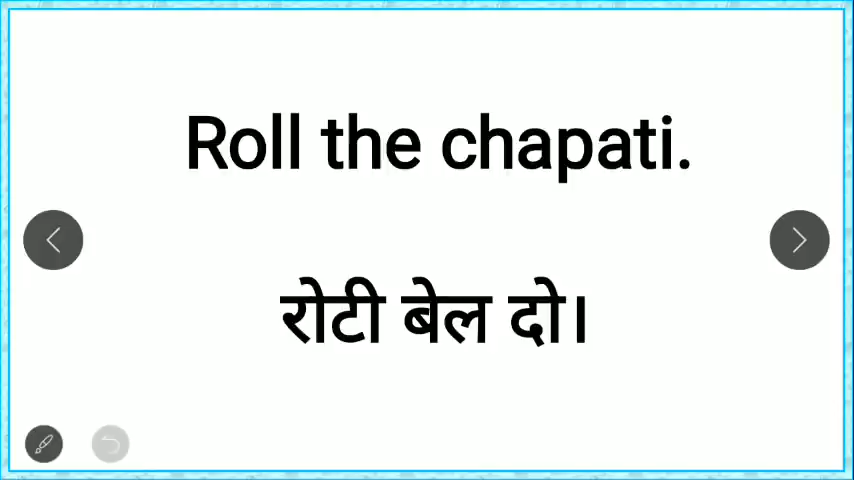 Roll the chapati.
रोटी बेल दो।